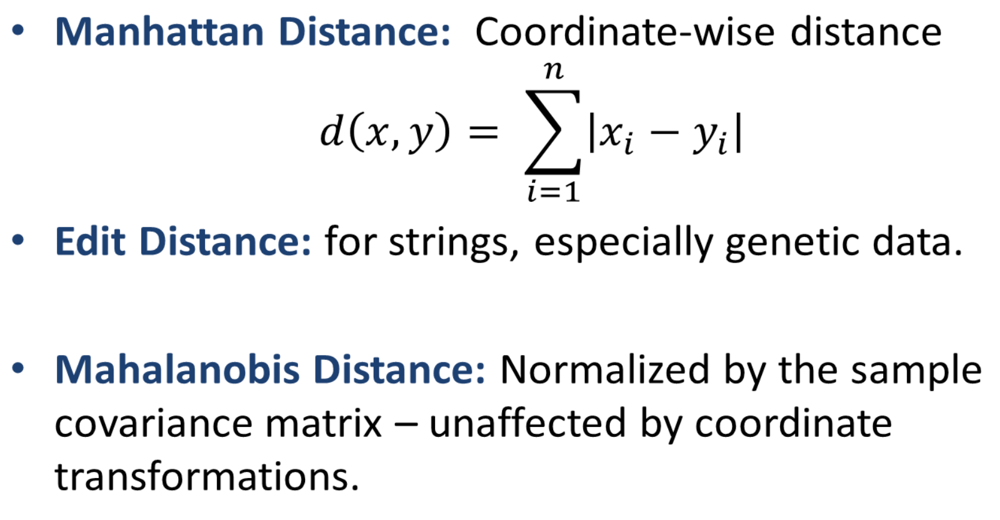 • Manhattan Distance: Coordinate-wise distance
d(x, y) = \sum_{i=1}^{n} |x_i − y_i|
• Edit Distance: for strings, especially genetic data.
• Mahalanobis Distance: Normalized by the sample
covariance matrix – unaffected by coordinate
transformations.